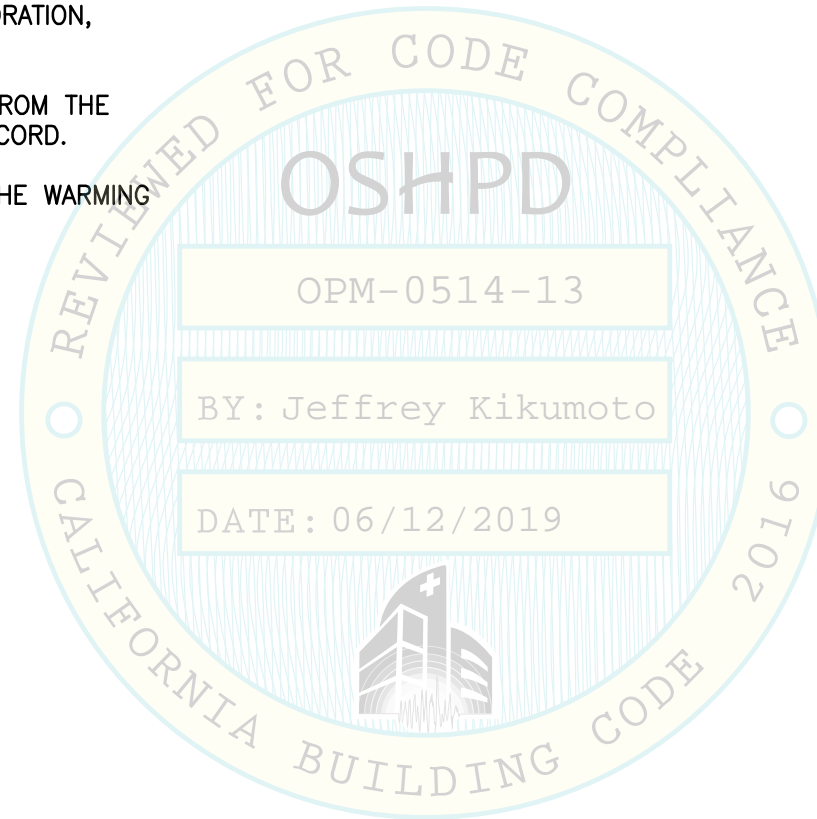 ORATION,
FROM THE
CORD.
HE WARMING
REVIEWED FOR CODE COMPLIANCE
OSHPD
OPM-0514-13
BY: Jeffrey Kikumoto
DATE: 06/12/2019
CALIFORNIA BUILDING CODE 2016